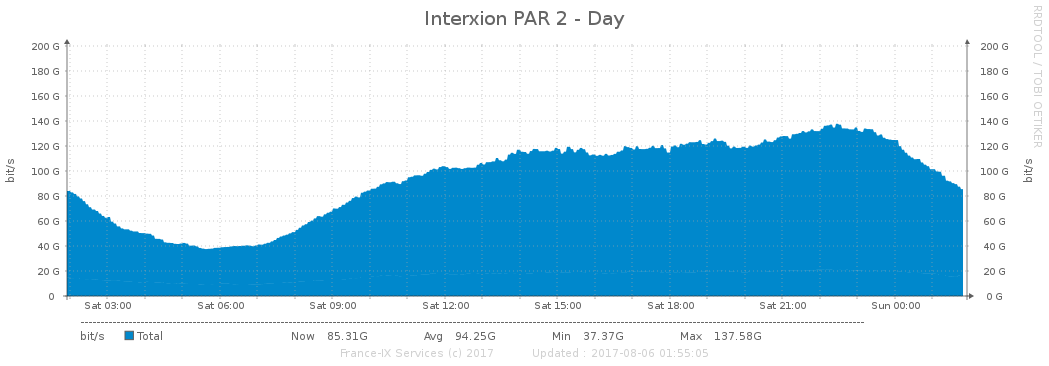 Interxion PAR 2 - Day
RRDTOOL / TOBI OETIKER
bit/s
bit/s
200 G 200 G
180 G 180 G
160 G 160 G
140 G 140 G
120 G 120 G
100 G 100 G
80 G 80 G
60 G 60 G
40 G 40 G
20 G 20 G
0 0 G
Sat 03:00 Sat 06:00 Sat 09:00 Sat 12:00 Sat 15:00 Sat 18:00 Sat 21:00 Sun 00:00
bit/s Total Now 85.31G Avg 94.25G Min 37.37G Max 137.58G
France-IX Services (c) 2017 Updated : 2017-08-06 01:55:05